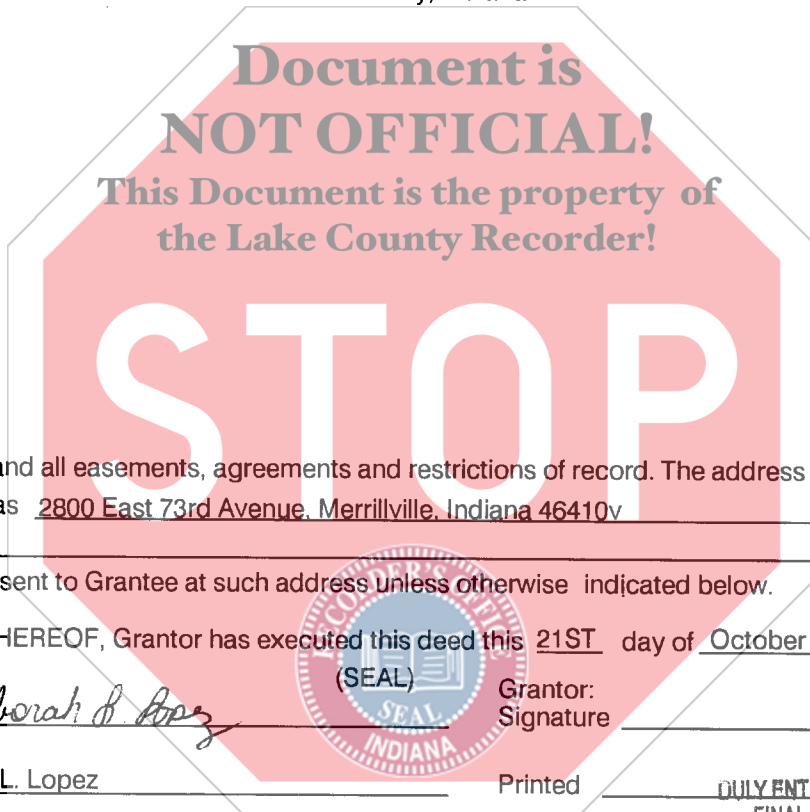 Document is
NOT OFFICIAL!
This Document is the property of
the Lake County Recorder!
STOP
and all easements, agreements and restrictions of record. The address
as 2800 East 73rd Avenue, Merrillville, Indiana 46410v
sent to Grantee at such address unless otherwise indicated below.
HEREOF, Grantor has executed this deed this 21ST day of October
(SEAL)
Grantor:
Signature
RECORDER'S OFFICE
SEAL
INDIANA
L. Lopez
Printed
DULY ENT